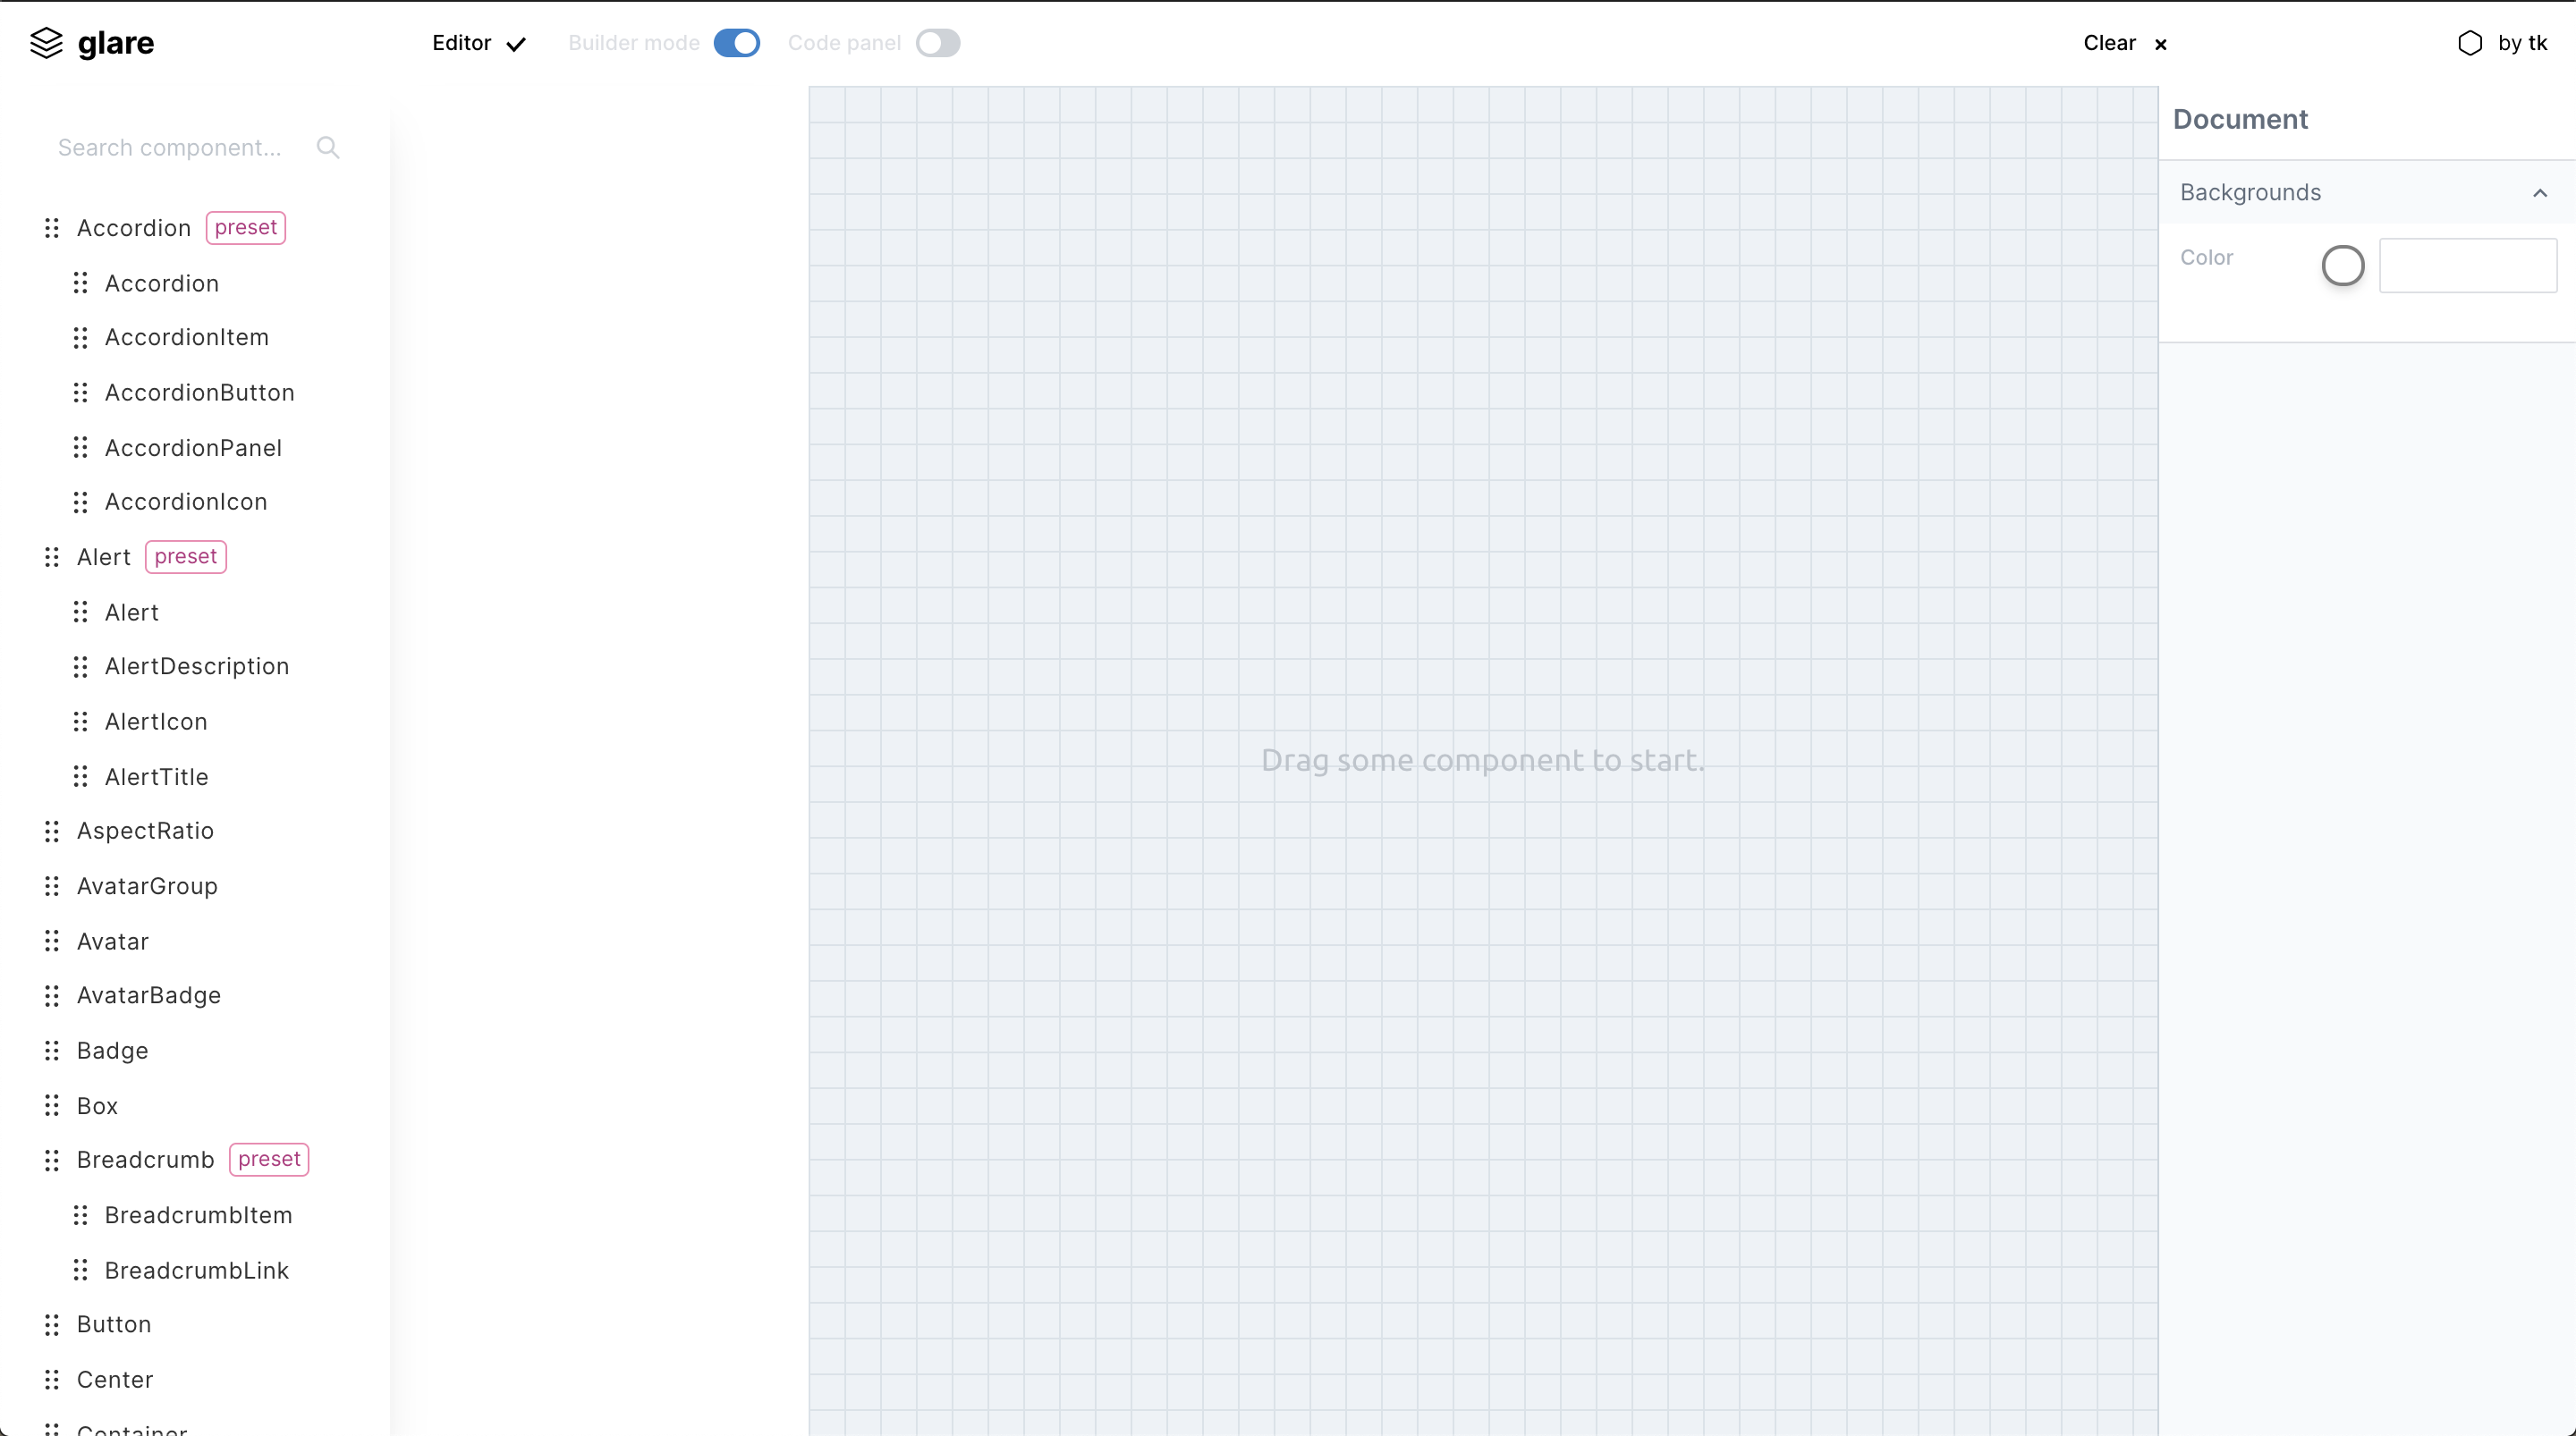 glare
Editor
Builder mode
Code panel
Clear
by tk
Search component...
Accordion preset
Accordion
AccordionItem
AccordionButton
AccordionPanel
AccordionIcon
Alert preset
Alert
AlertDescription
AlertIcon
AlertTitle
AspectRatio
AvatarGroup
Avatar
AvatarBadge
Badge
Box
Breadcrumb preset
BreadcrumbItem
BreadcrumbLink
Button
Center
Container
Drag some component to start.
Document
Backgrounds
Color